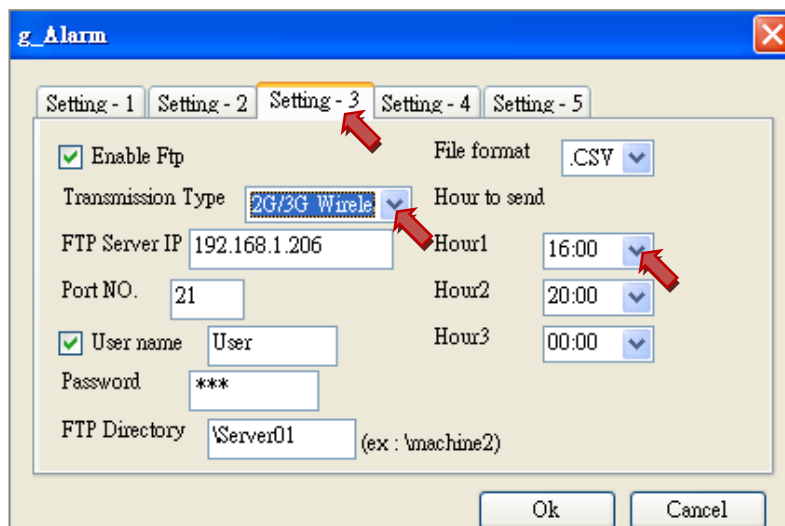 g_Alarm
Setting - 1 Setting - 2 Setting - 3 Setting - 4 Setting - 5
Enable Ftp File format .CSV
Transmission Type 2G/3G Wirele Hour to send
FTP Server IP 192.168.1.206 Hour1 16:00
Port NO. 21 Hour2 20:00
User name User Hour3 00:00
Password ***
FTP Directory \Server01 (ex : \machine2)
Ok Cancel